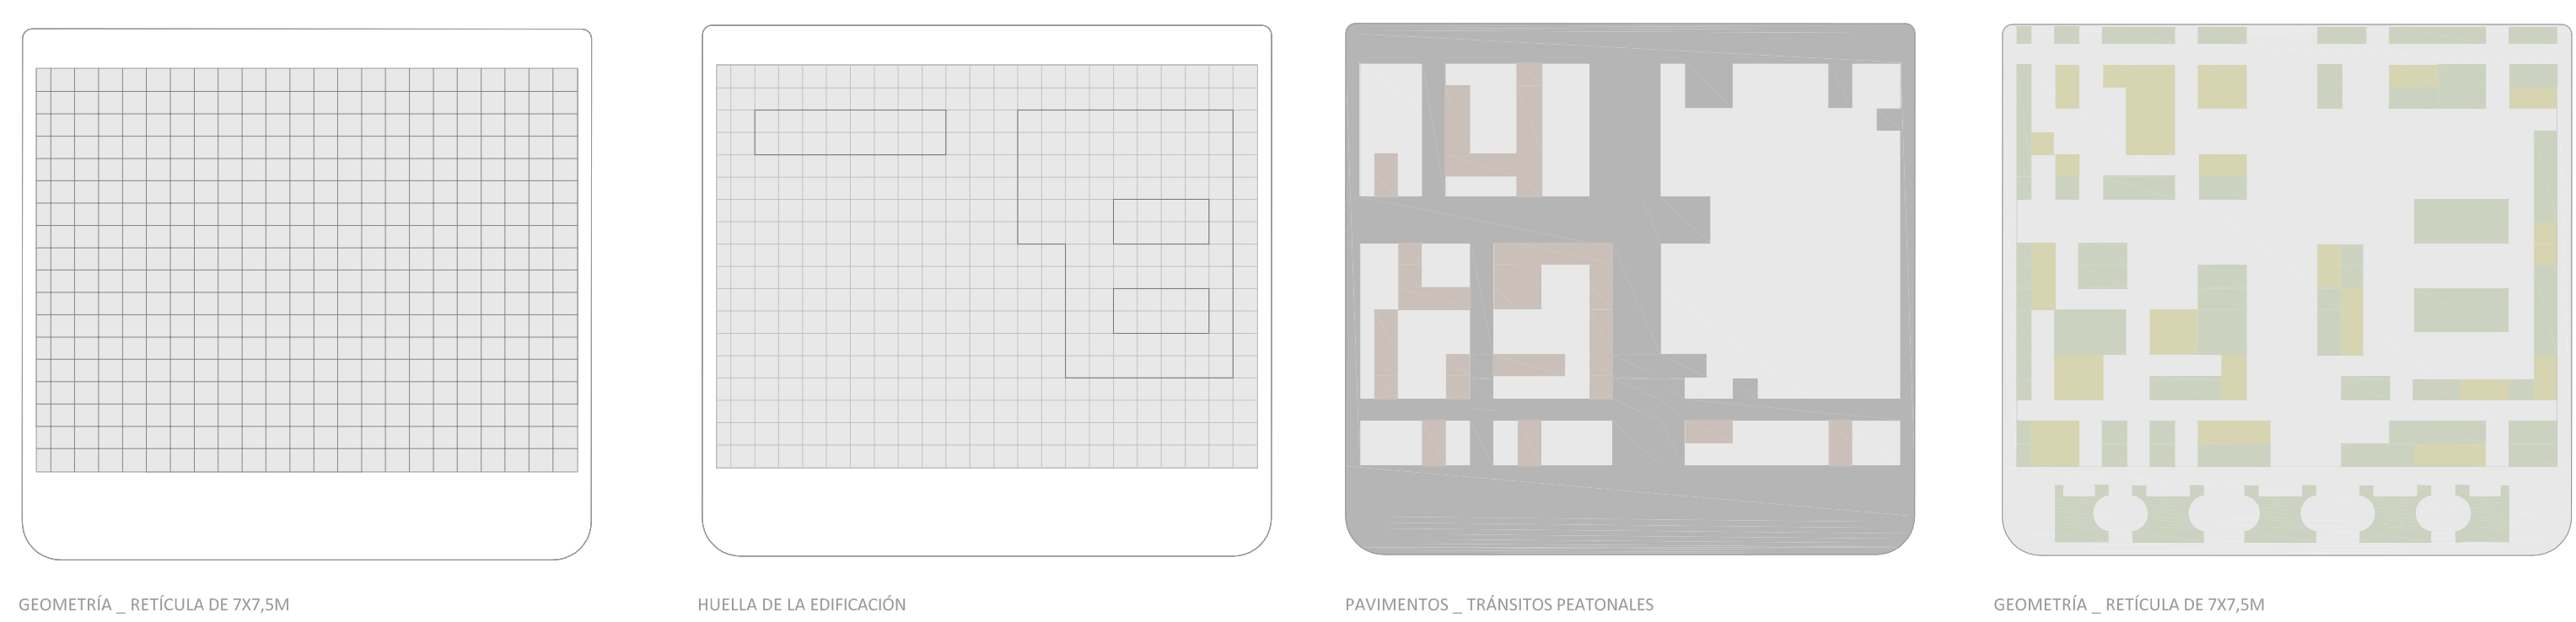 GEOMETRÍA _ RETÍCULA DE 7X7,5M
HUELLA DE LA EDIFICACIÓN
PAVIMENTOS _ TRÁNSITOS PEATONALES
GEOMETRÍA _ RETÍCULA DE 7X7,5M